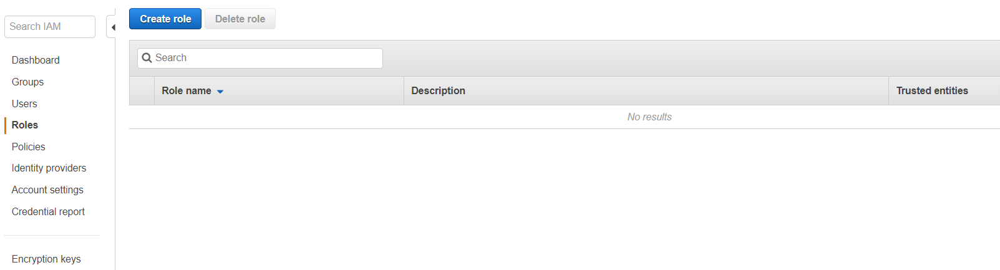 Search IAM
Dashboard
Groups
Users
Roles
Policies
Identity providers
Account settings
Credential report
Encryption keys
Create role
Delete role
Search
Role name
Description
Trusted entities
No results